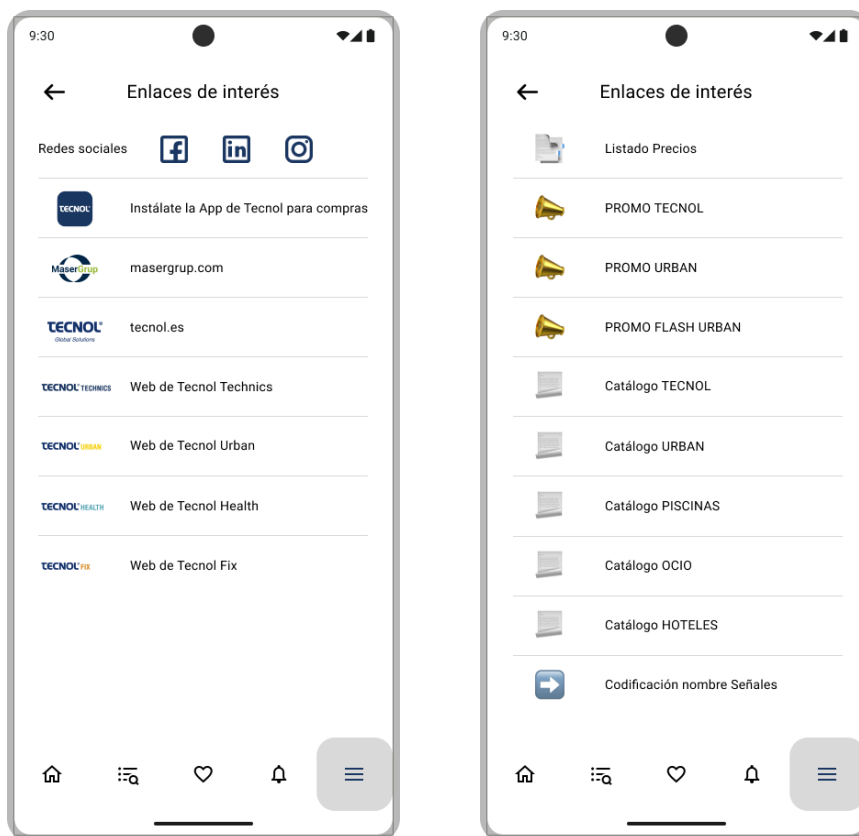 9:30
Enlaces de interés
Redes sociales
TECNOL®
Instálate la App de Tecnol para compras
MaserGrup
masergrup.com
TECNOL®
Global Solutions
tecnol.es
TECNOL® TECHNICS
Web de Tecnol Technics
TECNOL® URBAN
Web de Tecnol Urban
TECNOL® HEALTH
Web de Tecnol Health
TECNOL® FIX
Web de Tecnol Fix
9:30
Enlaces de interés
Listado Precios
PROMO TECNOL
PROMO URBAN
PROMO FLASH URBAN
Catálogo TECNOL
Catálogo URBAN
Catálogo PISCINAS
Catálogo OCIO
Catálogo HOTELES
Codificación nombre Señales